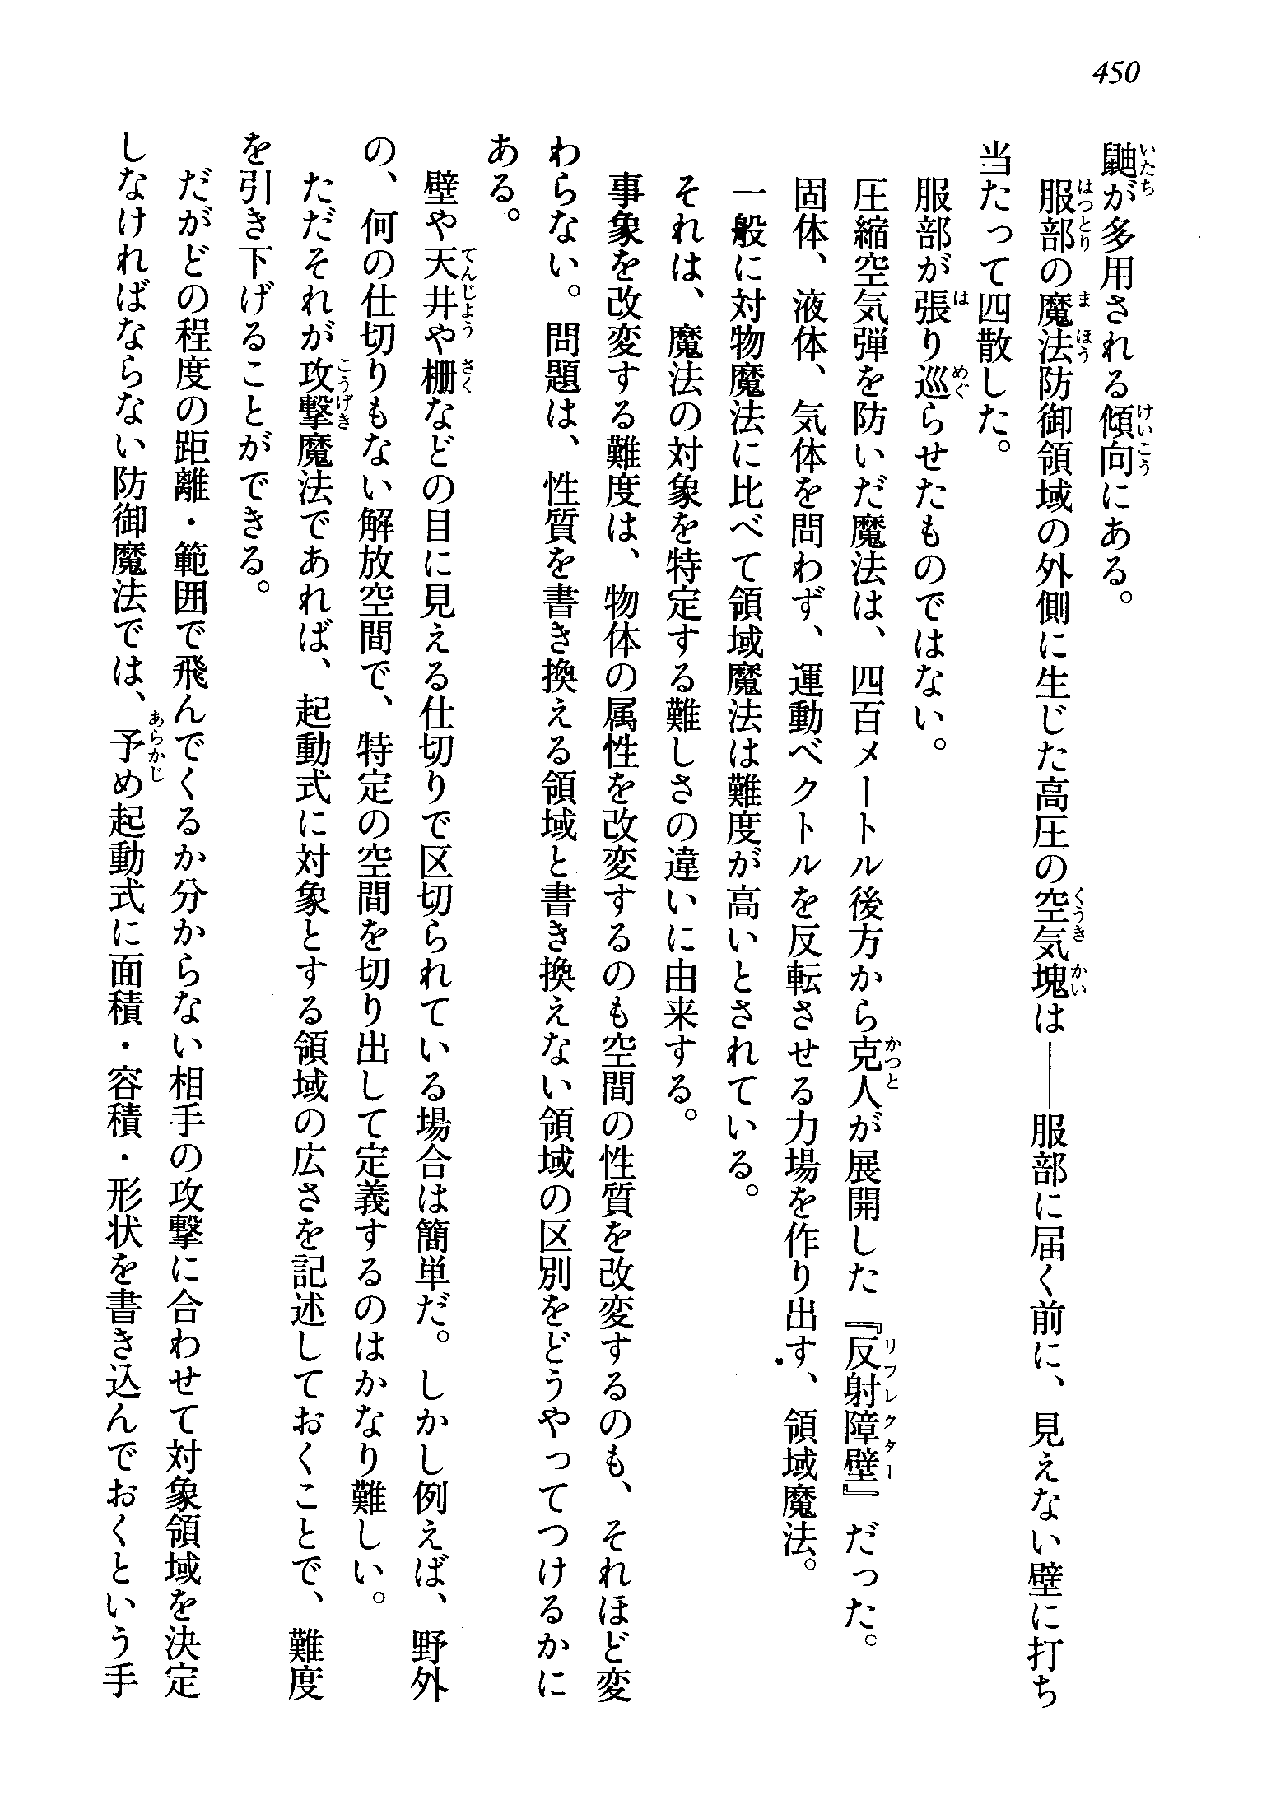 450
鼬が多用される傾向にある。
服部の魔法防御領域の外側に生じた高圧の空気塊は――服部に届く前に、見えない壁に打ち
当たって四散した。
服部が張り巡らせたものではない。
圧縮空気弾を防いだ魔法は、四百メートル後方から克人が展開した『反射障壁』だった。
固体、液体、気体を問わず、運動ベクトルを反転させる力場を作り出す、領域魔法。
一般に対物魔法に比べて領域魔法は難度が高いとされている。
それは、魔法の対象を特定する難しさの違いに由来する。
事象を改変する難度は、物体の属性を改変するのも空間の性質を改変するのも、それほど変
わらない。問題は、性質を書き換える領域と書き換えない領域の区別をどうやってつけるかに
ある。
壁や天井や柵などの目に見える仕切りで区切られている場合は簡単だ。しかし例えば、野外
の、何の仕切りもない解放空間で、特定の空間を切り出して定義するのはかなり難しい。
ただそれが攻撃魔法であれば、起動式に対象とする領域の広さを記述しておくことで、難度
を引き下げることができる。
だがどの程度の距離・範囲で飛んでくるか分からない相手の攻撃に合わせて対象領域を決定
しなければならない防御魔法では、予め起動式に面積・容積・形状を書き込んでおくという手